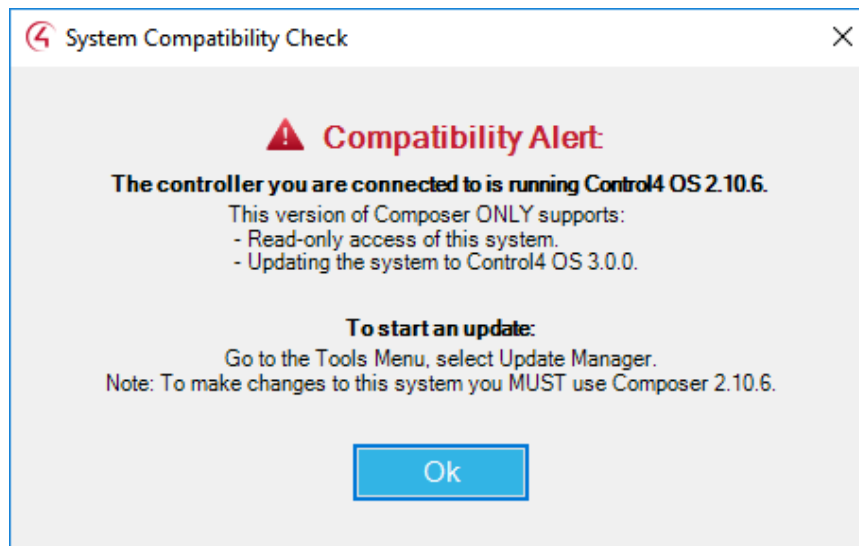 System Compatibility Check
Compatibility Alert:
The controller you are connected to is running Control4 OS 2.10.6.
This version of Composer ONLY supports:
- Read-only access of this system.
- Updating the system to Control4 OS 3.0.0.
To start an update:
Go to the Tools Menu, select Update Manager.
Note: To make changes to this system you MUST use Composer 2.10.6.
Ok